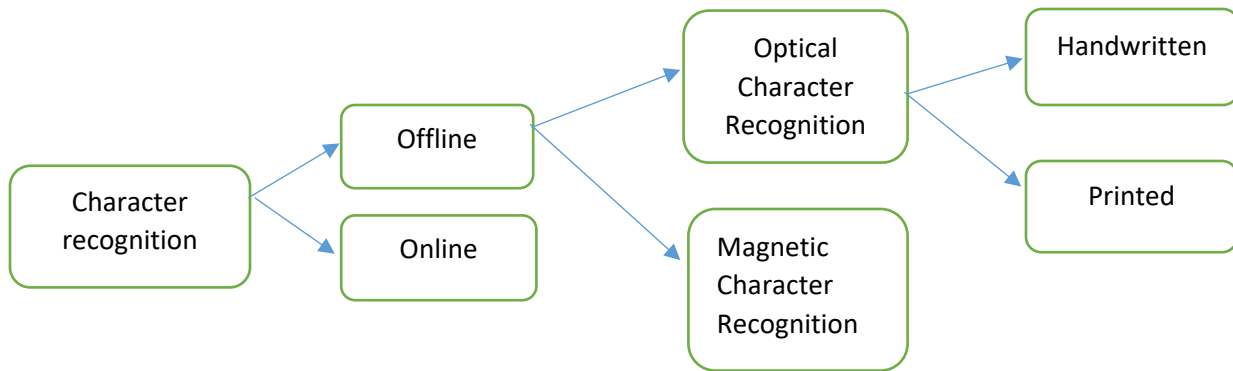 Character
recognition
Offline
Online
Optical
Character
Recognition
Magnetic
Character
Recognition
Handwritten
Printed